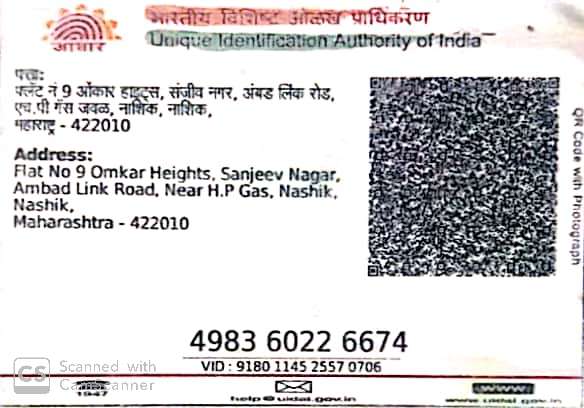 आधार
भारतीय विशिष्ट ओळख प्राधिकरण
Unique Identification Authority of India
पत्ता:
फ्लॅट नं 9 ओंकार हाइट्स, संजीव नगर, अंबड लिंक रोड,
एच.पी गॅस जवळ, नाशिक, नाशिक,
महाराष्ट्र - 422010
Address:
Flat No 9 Omkar Heights, Sanjeev Nagar,
Ambad Link Road, Near H.P Gas, Nashik,
Nashik,
Maharashtra - 422010
QR Code with Photograph
4983 6022 6674
VID : 9180 1145 2557 0706
CS Scanned with
CamScanner
1947
help@uidai.gov.in
www.uidai.gov.in